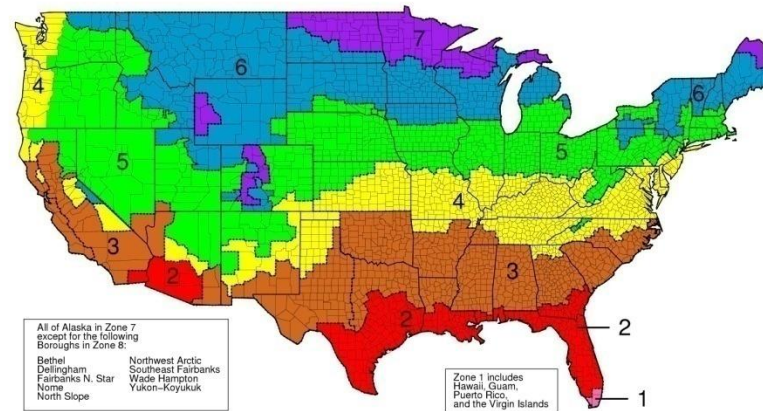 7
6
6
4
5
5
4
3
3
2
2
2
1
All of Alaska in Zone 7
except for the following
Boroughs in Zone 8:
Bethel
Dellingham
Fairbanks N. Star
Nome
North Slope
Northwest Arctic
Southeast Fairbanks
Wade Hampton
Yukon-Koyukuk
Zone 1 includes
Hawaii, Guam,
Puerto Rico,
and the Virgin Islands